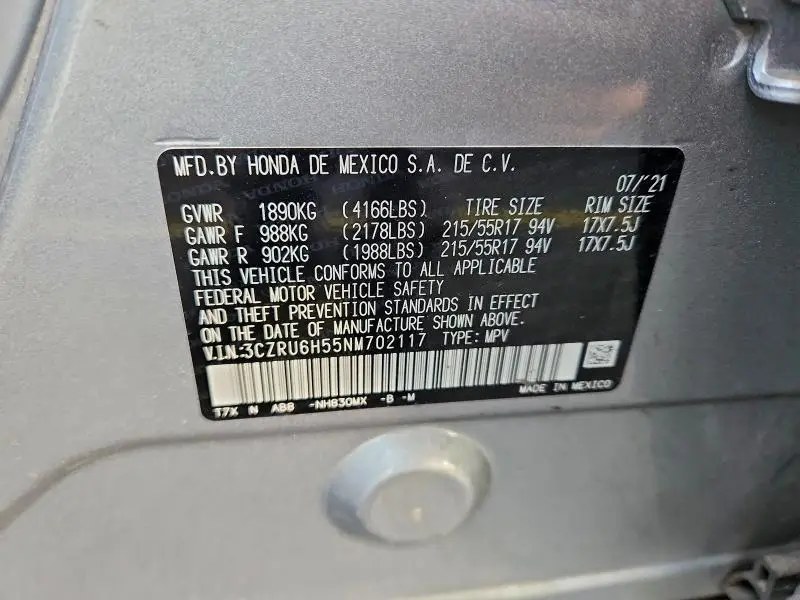 MFD.BY HONDA DE MEXICO S.A. DE C.V.
07/'21
GVWR 1890KG (4166LBS) TIRE SIZE RIM SIZE
GAWR F 988KG (2178LBS) 215/55R17 94V 17X7.5J
GAWR R 902KG (1988LBS) 215/55R17 94V 17X7.5J
THIS VEHICLE CONFORMS TO ALL APPLICABLE
FEDERAL MOTOR VEHICLE SAFETY
AND THEFT PREVENTION STANDARDS IN EFFECT
ON THE DATE OF MANUFACTURE SHOWN ABOVE.
V.I.N.:3CZRU6H55NM702117 TYPE: MPV
MADE IN MEXICO
T7X N ABB -NH830MX -B -M